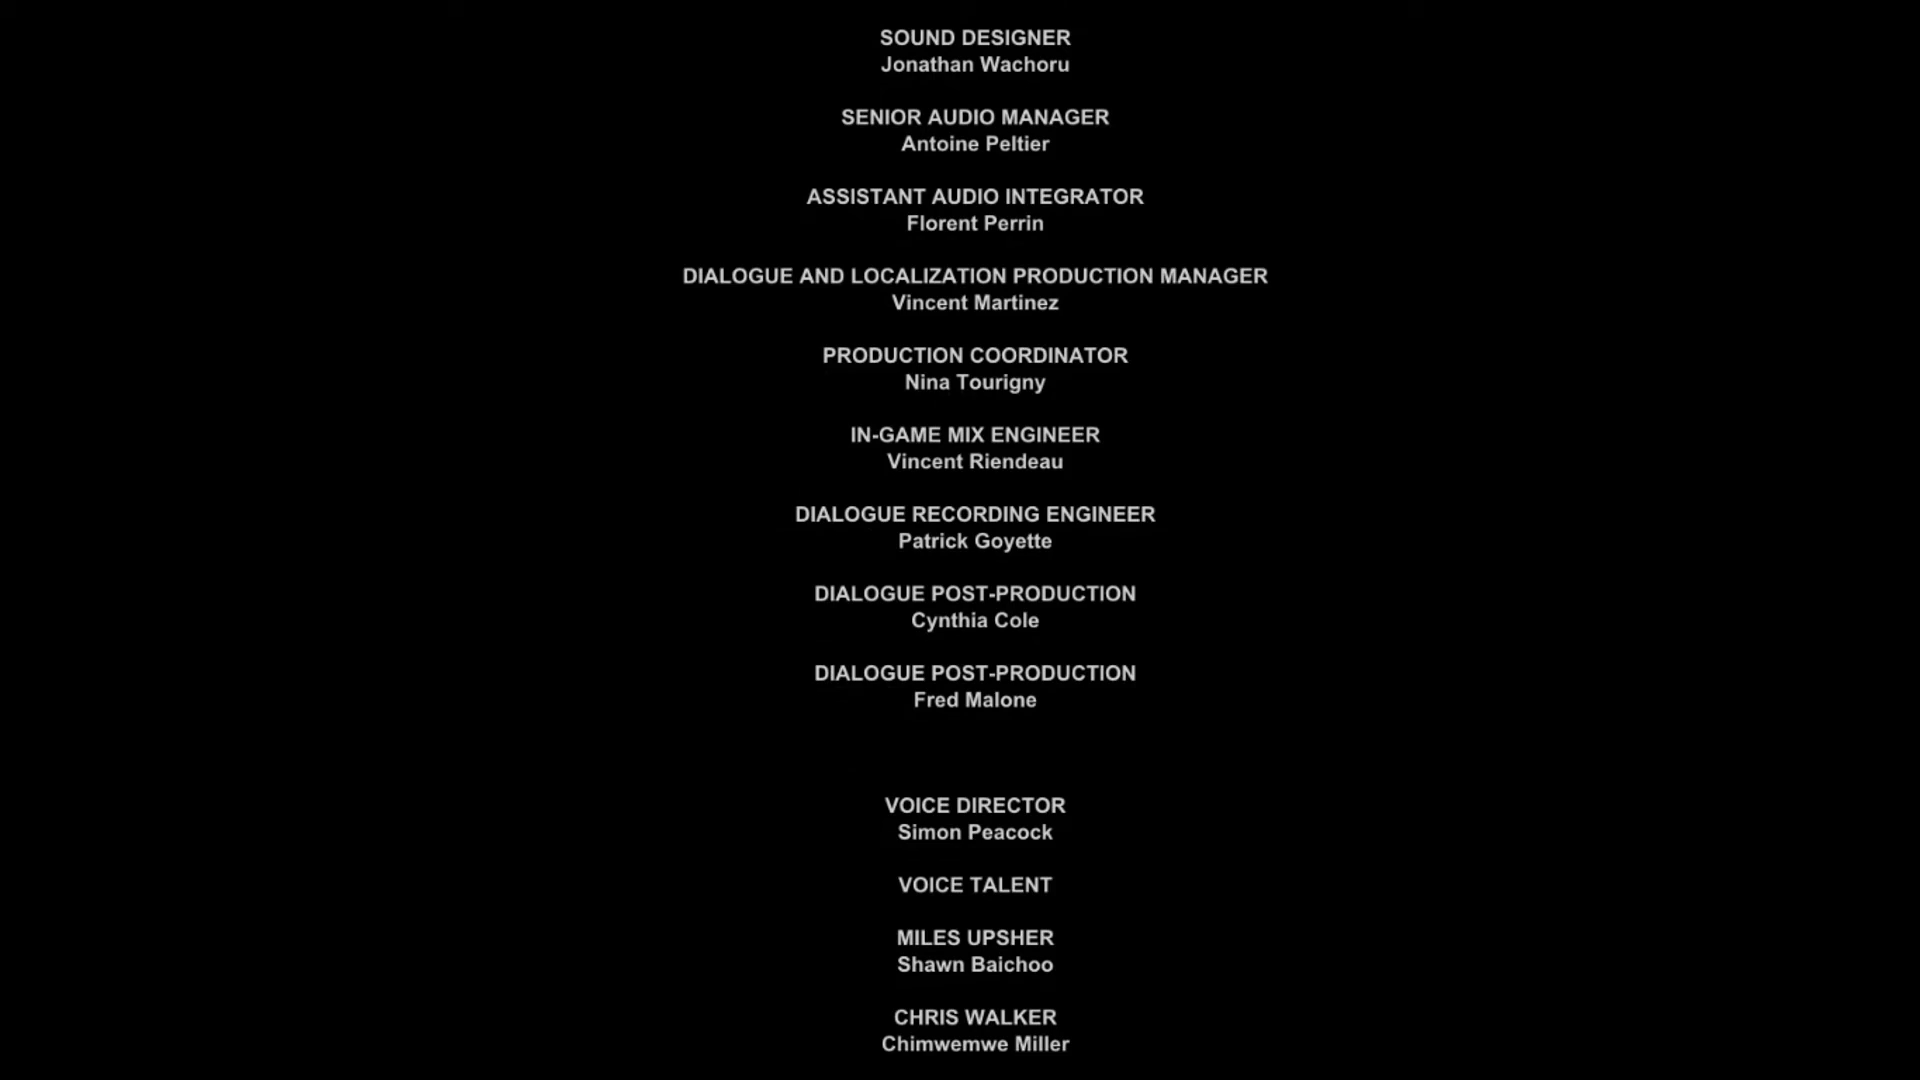 SOUND DESIGNER
Jonathan Wachoru
SENIOR AUDIO MANAGER
Antoine Peltier
ASSISTANT AUDIO INTEGRATOR
Florent Perrin
DIALOGUE AND LOCALIZATION PRODUCTION MANAGER
Vincent Martinez
PRODUCTION COORDINATOR
Nina Tourigny
IN-GAME MIX ENGINEER
Vincent Riendeau
DIALOGUE RECORDING ENGINEER
Patrick Goyette
DIALOGUE POST-PRODUCTION
Cynthia Cole
DIALOGUE POST-PRODUCTION
Fred Malone
VOICE DIRECTOR
Simon Peacock
VOICE TALENT
MILES UPSHER
Shawn Baichoo
CHRIS WALKER
Chimwemwe Miller